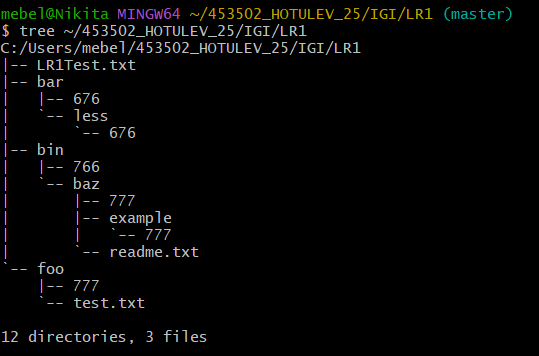 mebel@Nikita MINGW64 ~/453502_HOTULEV_25/IGI/LR1 (master)
$ tree ~/453502_HOTULEV_25/IGI/LR1
C:/Users/mebel/453502_HOTULEV_25/IGI/LR1
|-- LR1Test.txt
|-- bar
|   |-- 676
|   `-- less
|       `-- 676
|-- bin
|   |-- 766
|   `-- baz
|       |-- 777
|       |-- example
|       |   `-- 777
|       `-- readme.txt
`-- foo
    |-- 777
    `-- test.txt

12 directories, 3 files